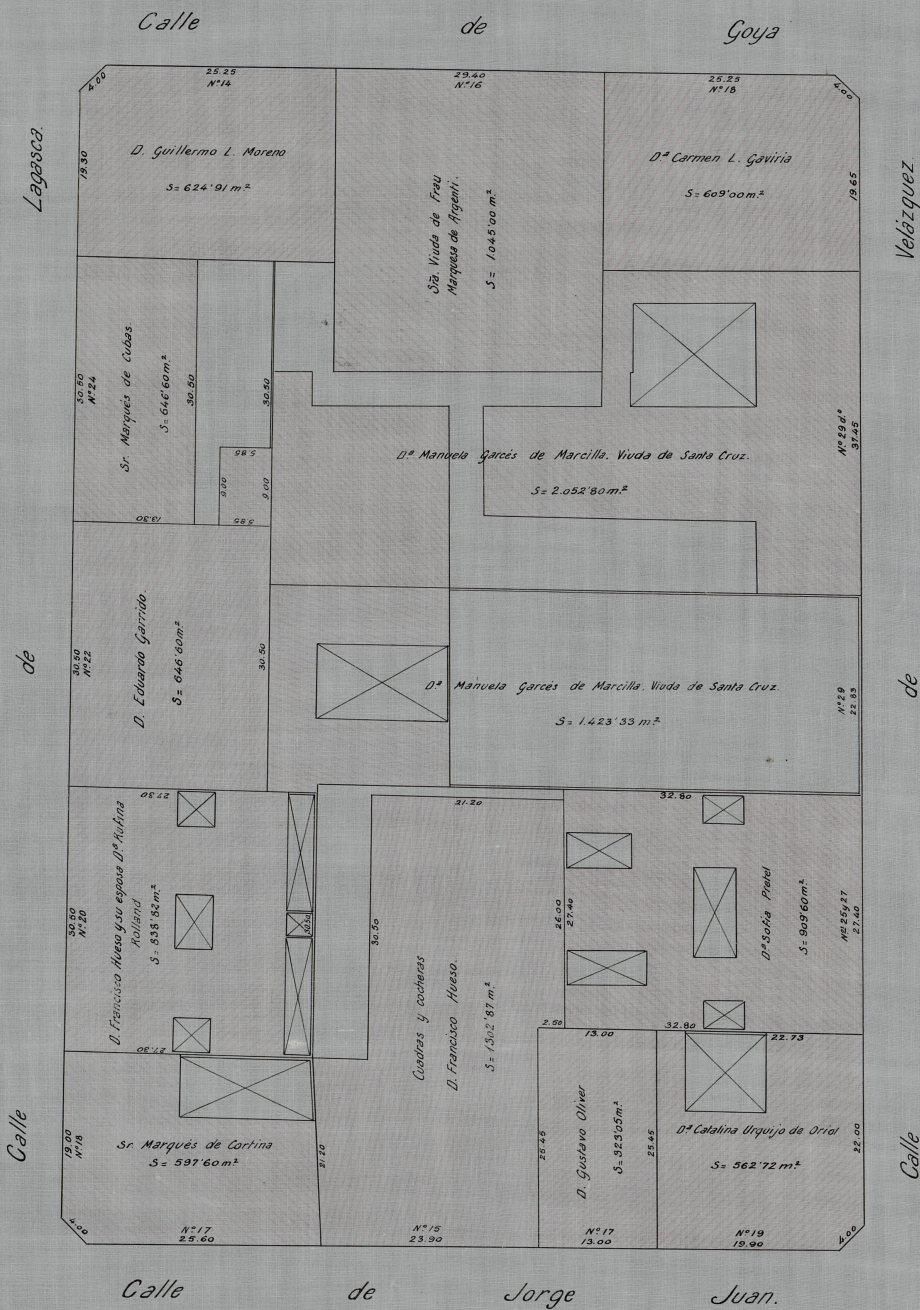 Calle de Goya
4.00
25.25
Nº 14
29.40
Nº 16
25.25
Nº 18
4.00
Calle de Lagasca.
Calle de Velázquez
19.30
D. Guillermo L. Moreno
S= 624'91 m.²
Sra. Viuda de Frau
Marquesa de Argenti.
S= 1.045'00 m.²
Dª Carmen L. Gaviria
S= 609'00 m.²
19.65
30.50
Nº 24
Sr. Marqués de Cubas.
S= 646'60 m.²
30.50
30.50
5.85
9.00
9.00
5.85
13.30
Dª Manuela Garcés de Marcilla. Viuda de Santa Cruz.
S= 2.052'80 m.²
Nº 29 d.º
37.45
30.50
Nº 22
D. Eduardo Garrido.
S= 646'60 m.²
30.50
Dª Manuela Garcés de Marcilla. Viuda de Santa Cruz.
S= 1.423'33 m.²
Nº 29
22.83
27.30
30.50
Nº 20
D. Francisco Hueso y su esposa Dª Rufina
Rolland
S= 838'82 m.²
30.50
27.30
21.20
30.50
Cuadras y cocheras
D. Francisco Hueso.
S= 1302'87 m.²
26.00
27.40
2.50
32.80
Dª Sofia Pretel
S= 909'60 m.²
Nºs 25 y 27
27.40
32.80
13.00
22.73
19.00
Nº 18
Sr. Marqués de Cortina
S= 597'60 m.²
21.20
25.45
D. Gustavo Oliver
S= 323'05 m.²
25.45
Dª Catalina Urquijo de Oriol
S= 562'72 m.²
22.00
4.00
Nº 17
25.60
Nº 15
23.90
Nº 17
13.00
Nº 19
19.90
4.00
Calle de Jorge Juan.